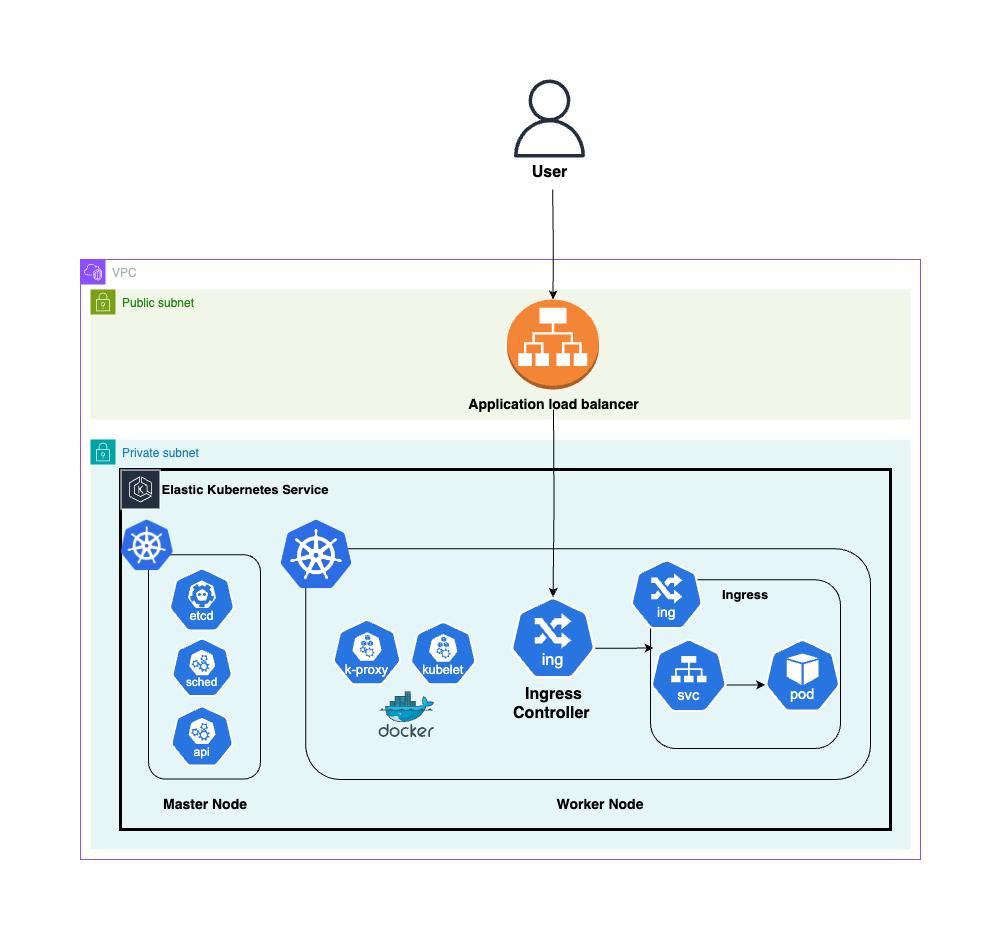 User
VPC
Public subnet
Application load balancer
Private subnet
Elastic Kubernetes Service
etcd
sched
api
Master Node
k-proxy
kubelet
docker
ing
Ingress
Controller
ing
Ingress
svc
pod
Worker Node